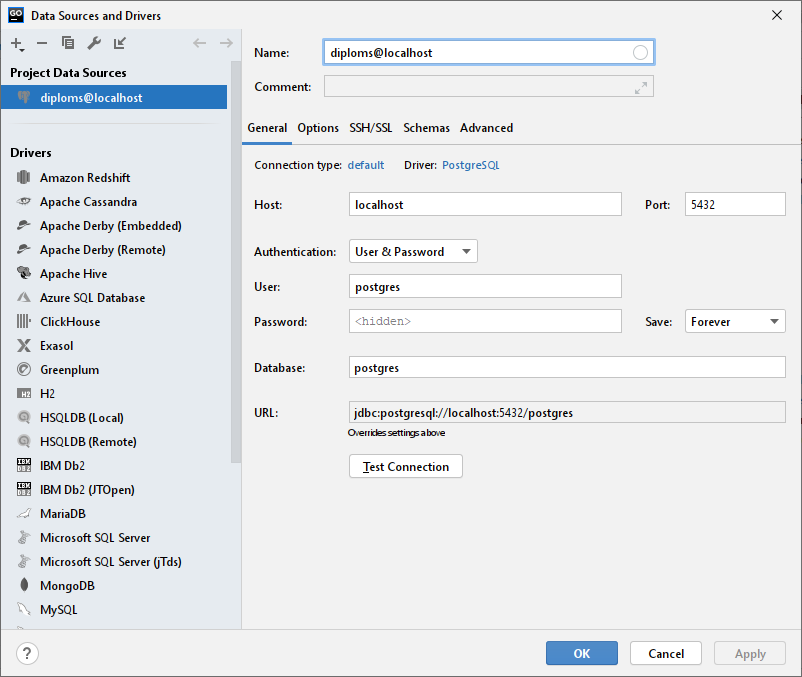 GO Data Sources and Drivers
Project Data Sources
diploms@localhost
Drivers
Amazon Redshift
Apache Cassandra
Apache Derby (Embedded)
Apache Derby (Remote)
Apache Hive
Azure SQL Database
ClickHouse
Exasol
Greenplum
H2
HSQLDB (Local)
HSQLDB (Remote)
IBM Db2
IBM Db2 (JTOpen)
MariaDB
Microsoft SQL Server
Microsoft SQL Server (jTds)
MongoDB
MySQL
Name: diploms@localhost
Comment:
General Options SSH/SSL Schemas Advanced
Connection type: default Driver: PostgreSQL
Host: localhost Port: 5432
Authentication: User & Password
User: postgres
Password: <hidden> Save: Forever
Database: postgres
URL: jdbc:postgresql://localhost:5432/postgres
Overrides settings above
Test Connection
? OK Cancel Apply